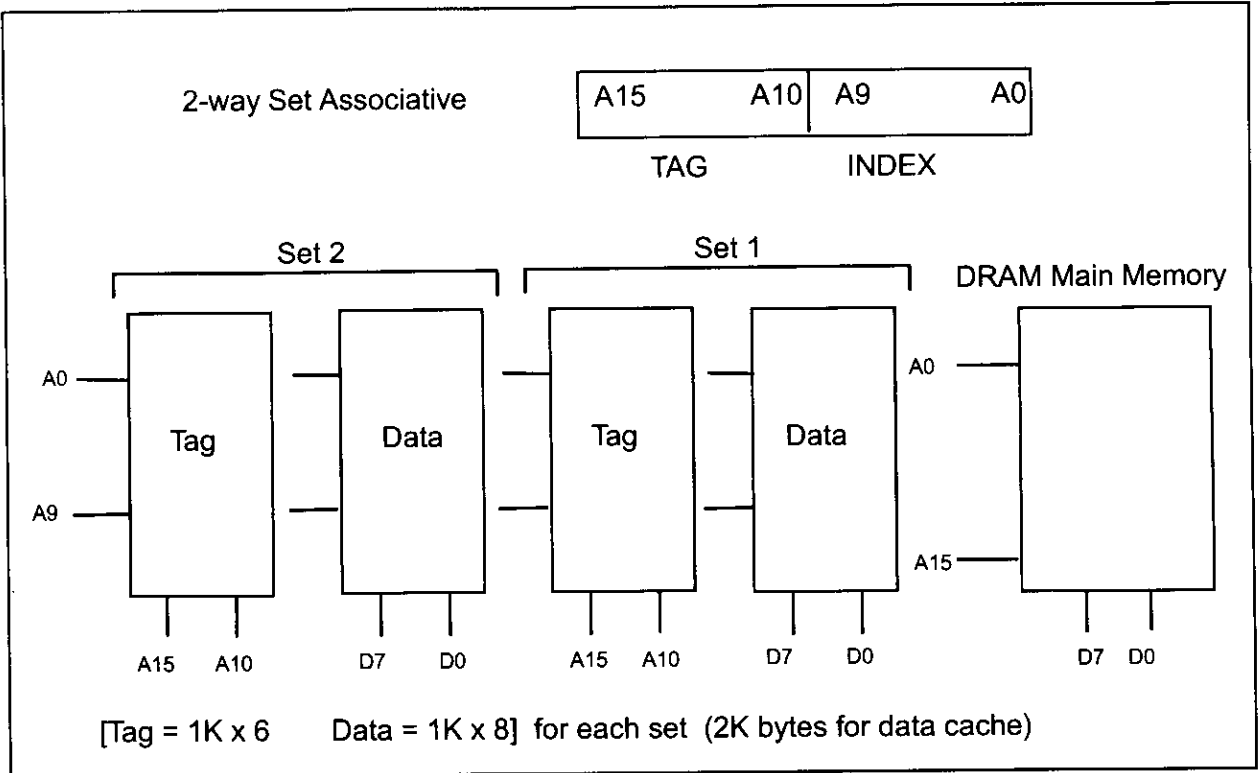 2-way Set Associative
A15 A10 A9 A0
TAG INDEX
Set 2 Set 1
DRAM Main Memory
A0 A0
Tag Data Tag Data
A9
A15
A15 A10 D7 D0 A15 A10 D7 D0 D7 D0
[Tag = 1K x 6 Data = 1K x 8] for each set (2K bytes for data cache)